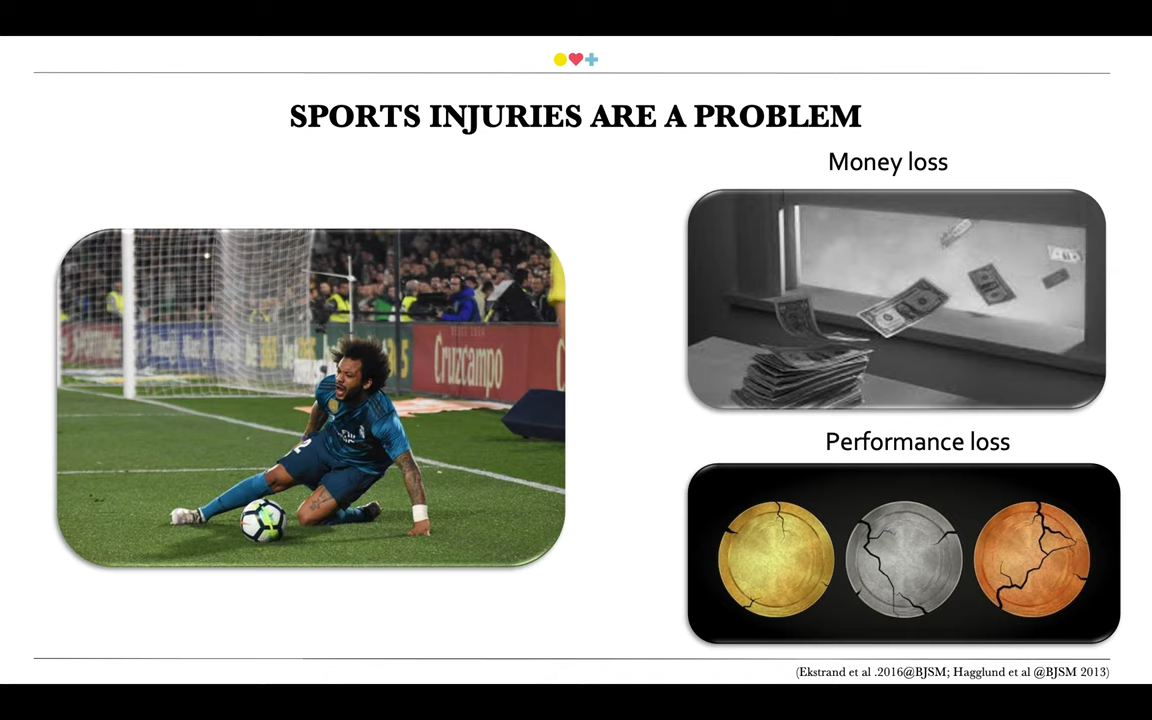 SPORTS INJURIES ARE A PROBLEM
Money loss
Cruzcampo
Performance loss
(Ekstrand et al .2016@BJSM; Hagglund et al @BJSM 2013)